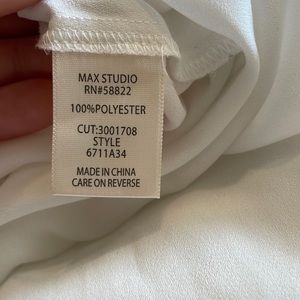 MAX STUDIO
RN#58822
100%POLYESTER
CUT:3001708
STYLE
6711A34
MADE IN CHINA
CARE ON REVERSE